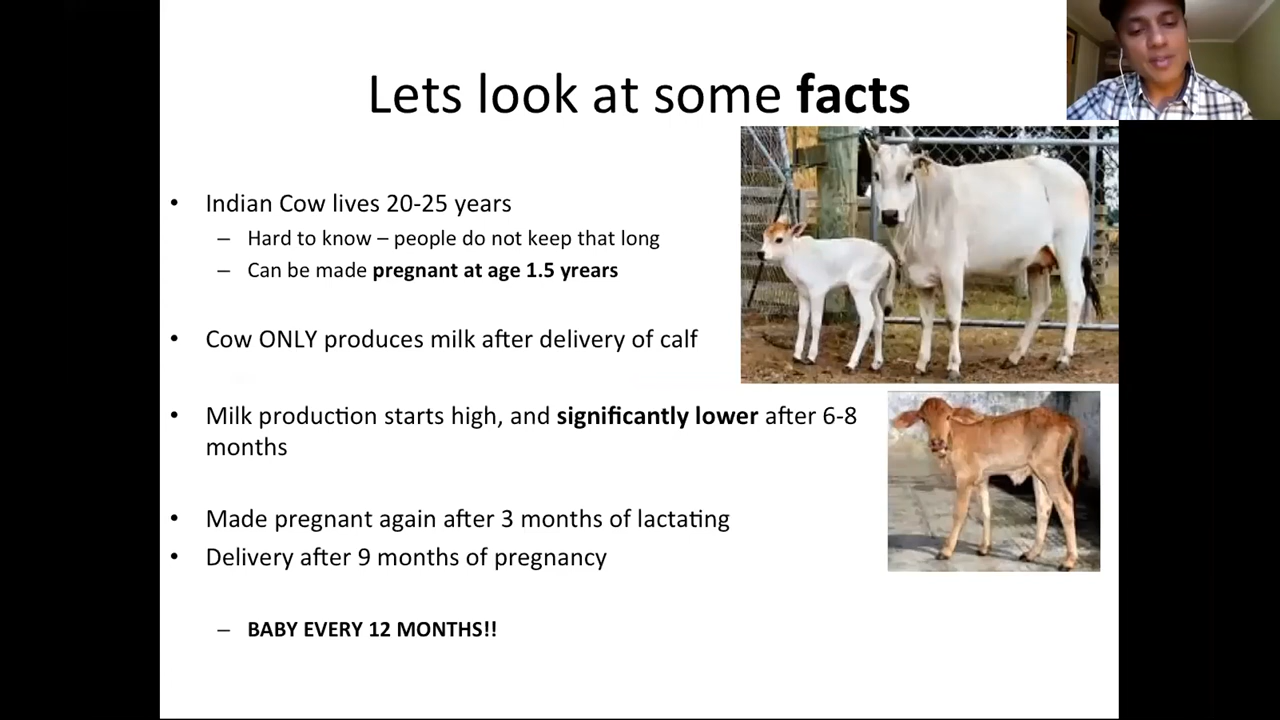 Lets look at some facts
• Indian Cow lives 20-25 years
– Hard to know – people do not keep that long
– Can be made pregnant at age 1.5 yrears
• Cow ONLY produces milk after delivery of calf
• Milk production starts high, and significantly lower after 6-8
months
• Made pregnant again after 3 months of lactating
• Delivery after 9 months of pregnancy
– BABY EVERY 12 MONTHS!!